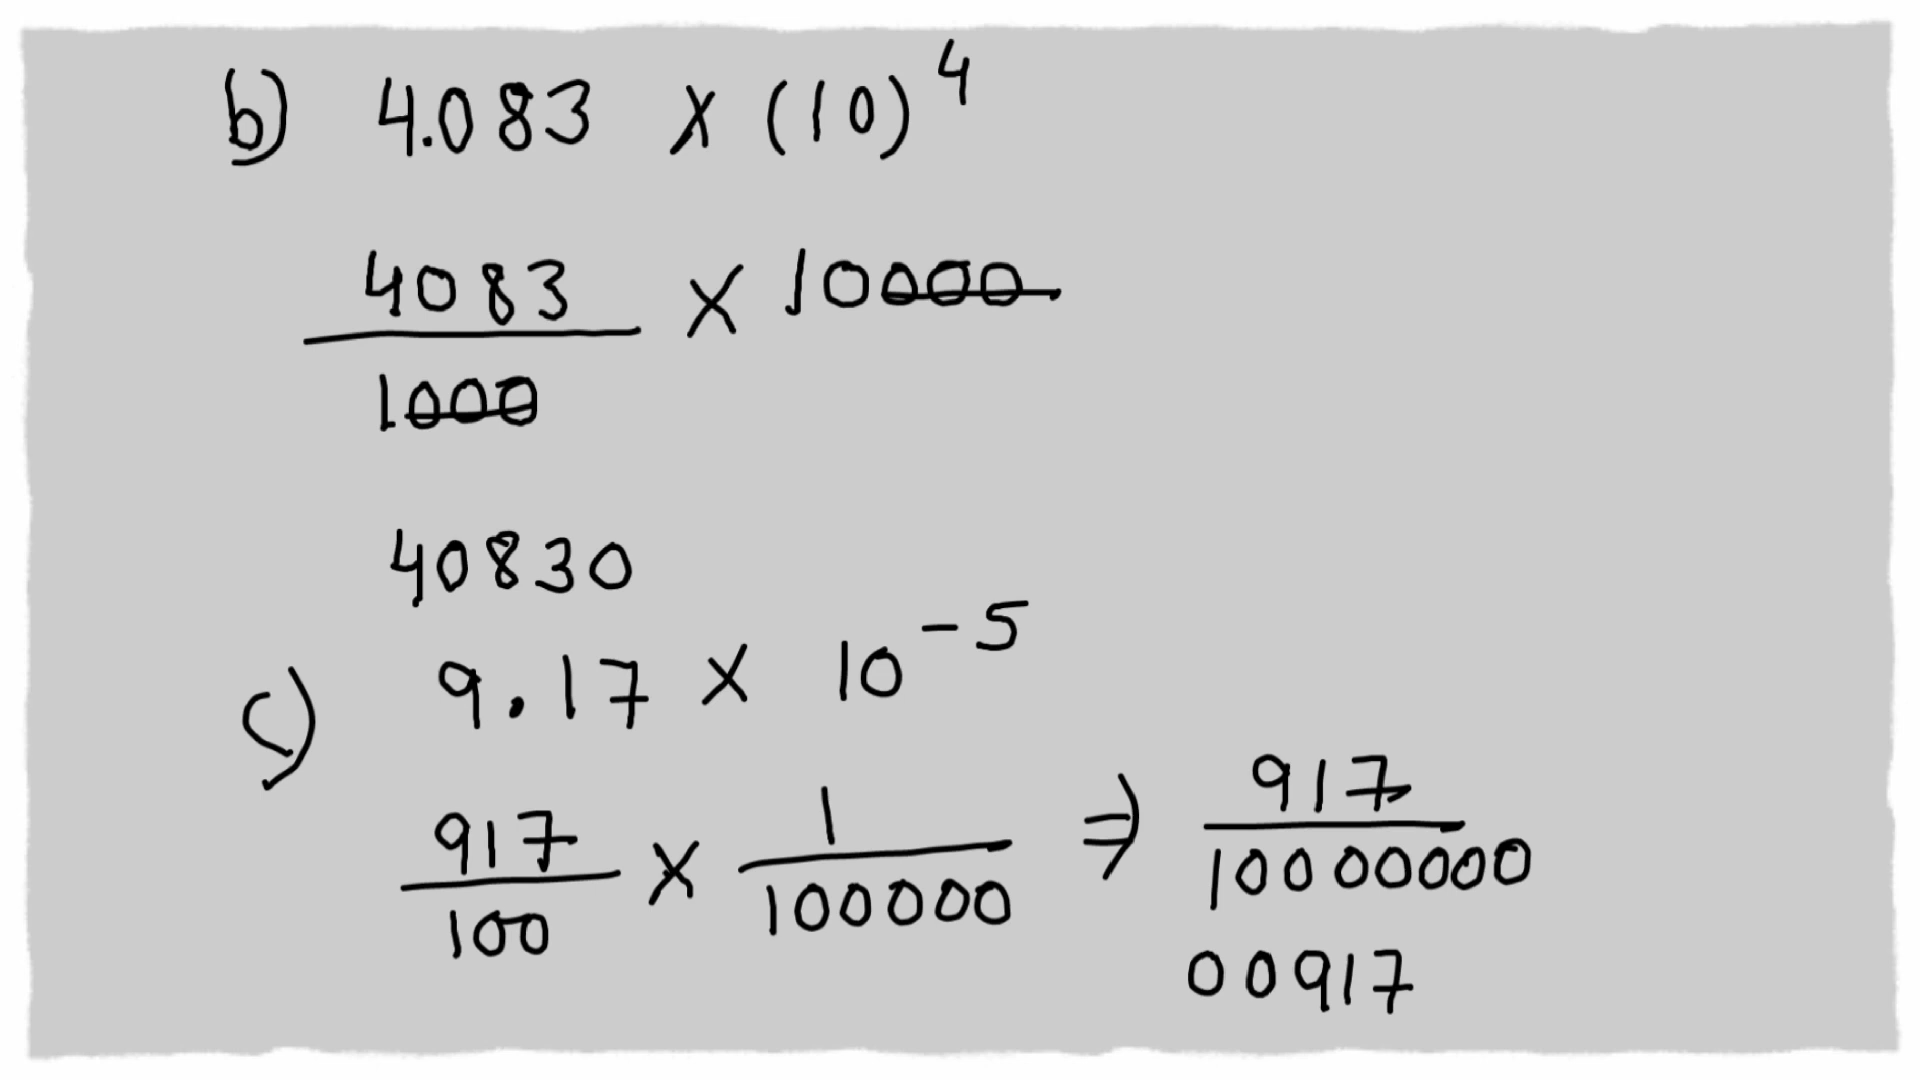 b) 4.083 × (10)^4
4083/1000 × 10000
40830
c) 9.17 × 10^-5
917/100 × 1/100000 ⇒ 917/10000000
00917